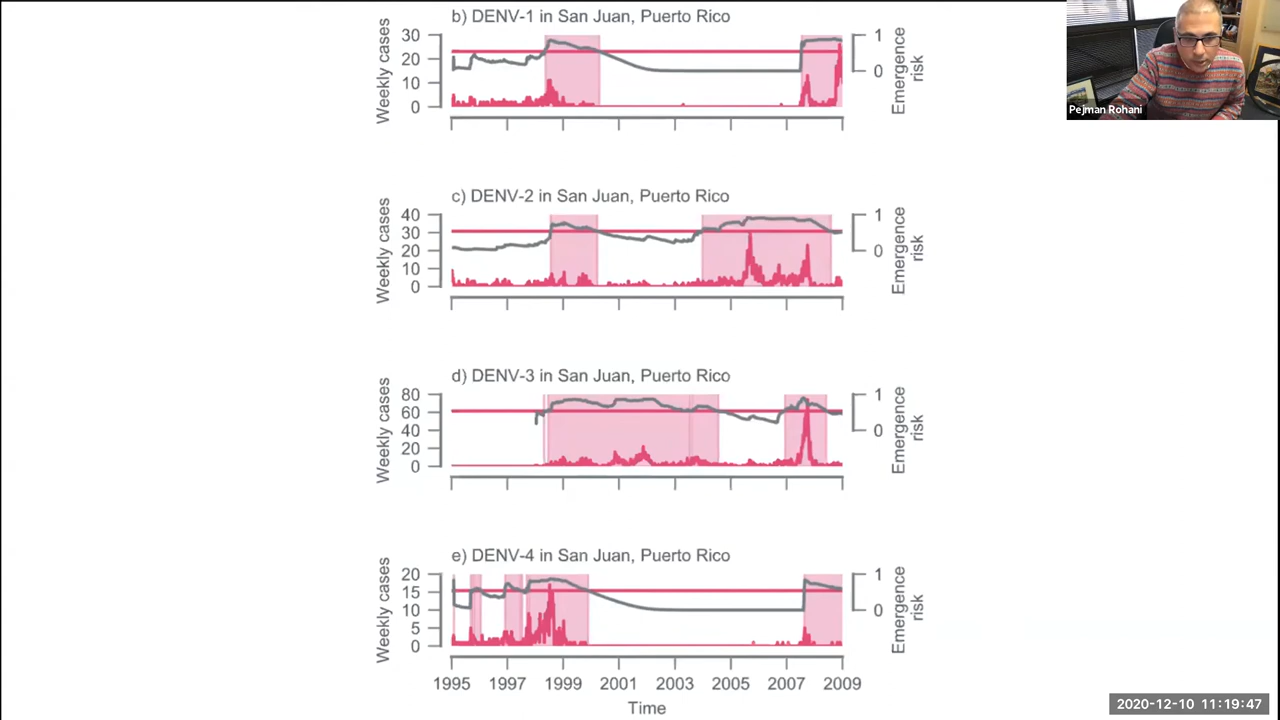 b) DENV-1 in San Juan, Puerto Rico
Weekly cases
30
20
10
0
1
0
Emergence
risk
Pejman Rohani
c) DENV-2 in San Juan, Puerto Rico
Weekly cases
40
30
20
10
0
1
0
Emergence
risk
d) DENV-3 in San Juan, Puerto Rico
Weekly cases
80
60
40
20
0
1
0
Emergence
risk
e) DENV-4 in San Juan, Puerto Rico
Weekly cases
20
15
10
5
0
1
0
Emergence
risk
1995 1997 1999 2001 2003 2005 2007 2009
Time
2020-12-10 11:19:47